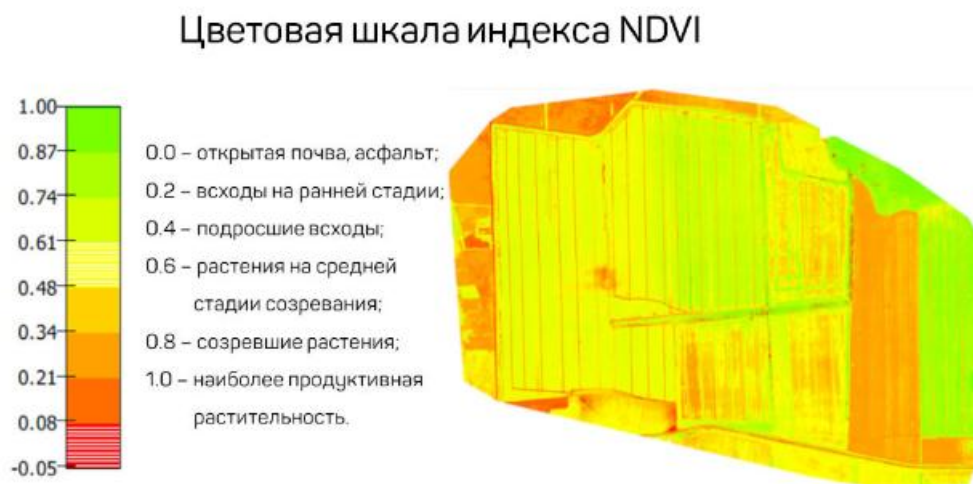 Цветовая шкала индекса NDVI
1.00
0.87
0.74
0.61
0.48
0.34
0.21
0.08
-0.05
0.0 – открытая почва, асфальт;
0.2 – всходы на ранней стадии;
0.4 – подросшие всходы;
0.6 – растения на средней
стадии созревания;
0.8 – созревшие растения;
1.0 – наиболее продуктивная
растительность.